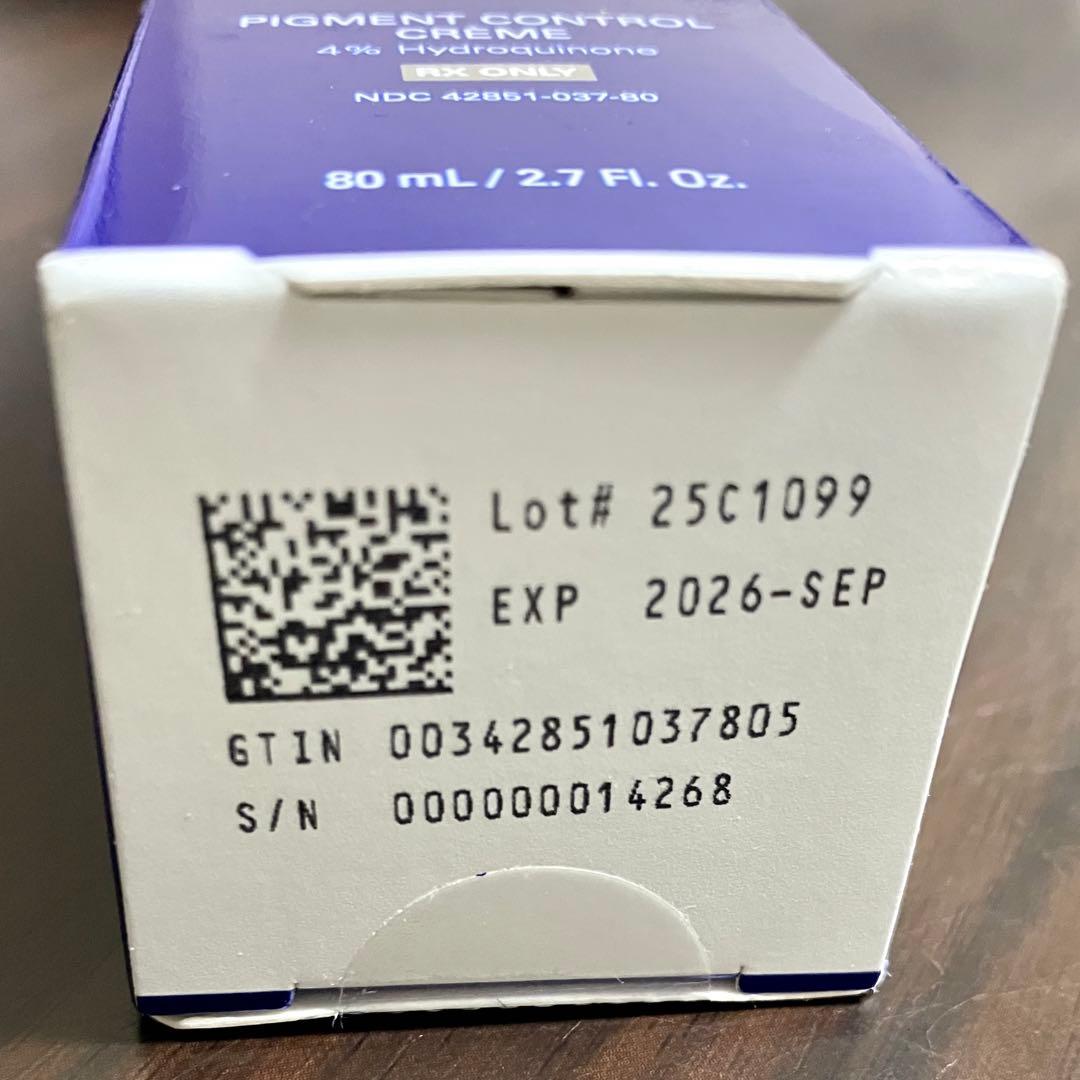 PIGMENT CONTROL
CRÈME
4% Hydroquinone
RX ONLY
NDC 42851-037-80
80 mL / 2.7 Fl. Oz.
Lot# 25C1099
EXP 2026-SEP
GTIN 00342851037805
S/N 000000014268